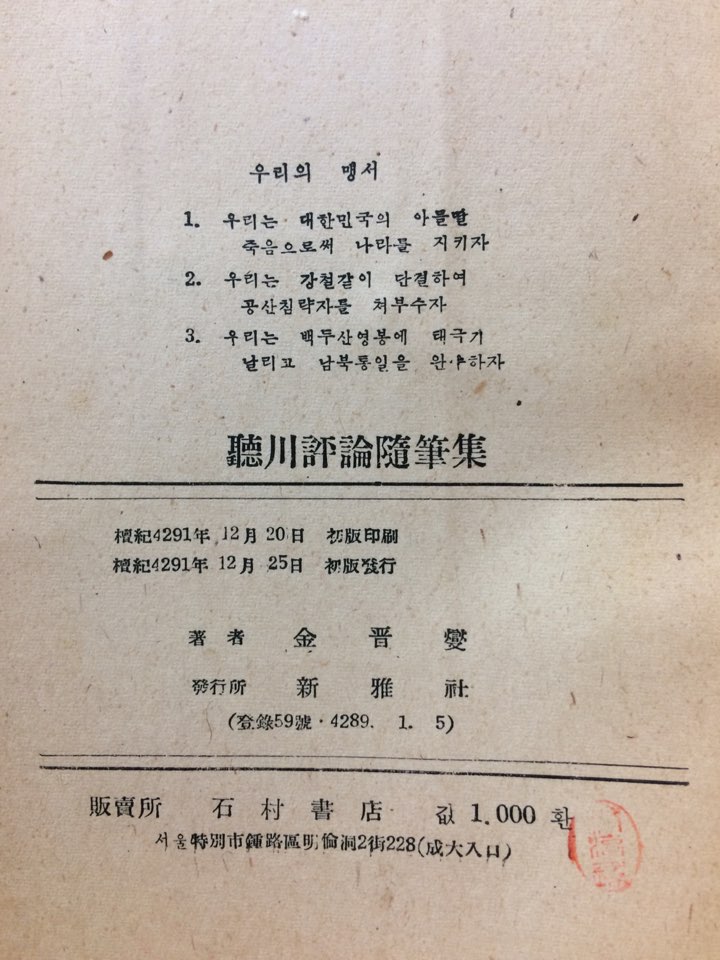 우리의 맹서
1. 우리는 대한민국의 아들딸
죽음으로써 나라를 지키자
2. 우리는 강철같이 단결하여
공산침략자를 쳐부수자
3. 우리는 백두산영봉에 태극기
날리고 남북통일을
聽川評論隨筆集
檀紀4291年 12月 20日 初版印刷
檀紀4291年 12月 25日 初版發行
著者 金晋燮
發行所 新雅社
(登錄59號·4289. 1. 5)
販賣所 石村書店 값 1.000 환
서울特別市鍾路區明倫洞2街228(成大入口)